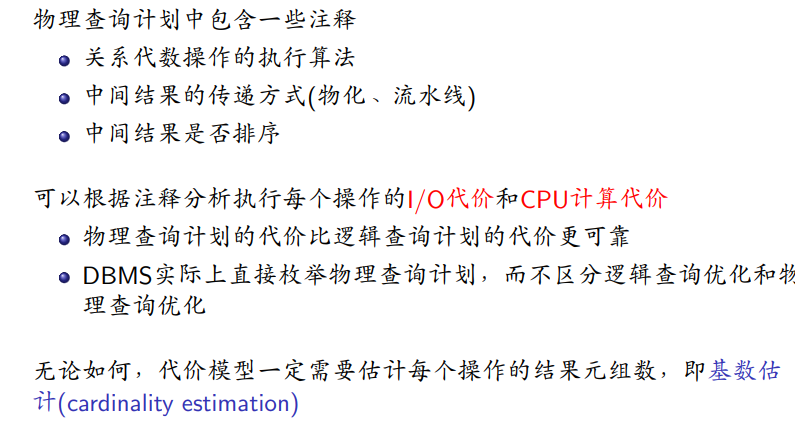 物理查询计划中包含一些注释
关系代数操作的执行算法
中间结果的传递方式(物化、流水线)
中间结果是否排序
可以根据注释分析执行每个操作的I/O代价和CPU计算代价
物理查询计划的代价比逻辑查询计划的代价更可靠
DBMS实际上直接枚举物理查询计划，而不区分逻辑查询优化和物
理查询优化
无论如何，代价模型一定需要估计每个操作的结果元组数，即基数估
计(cardinality estimation)